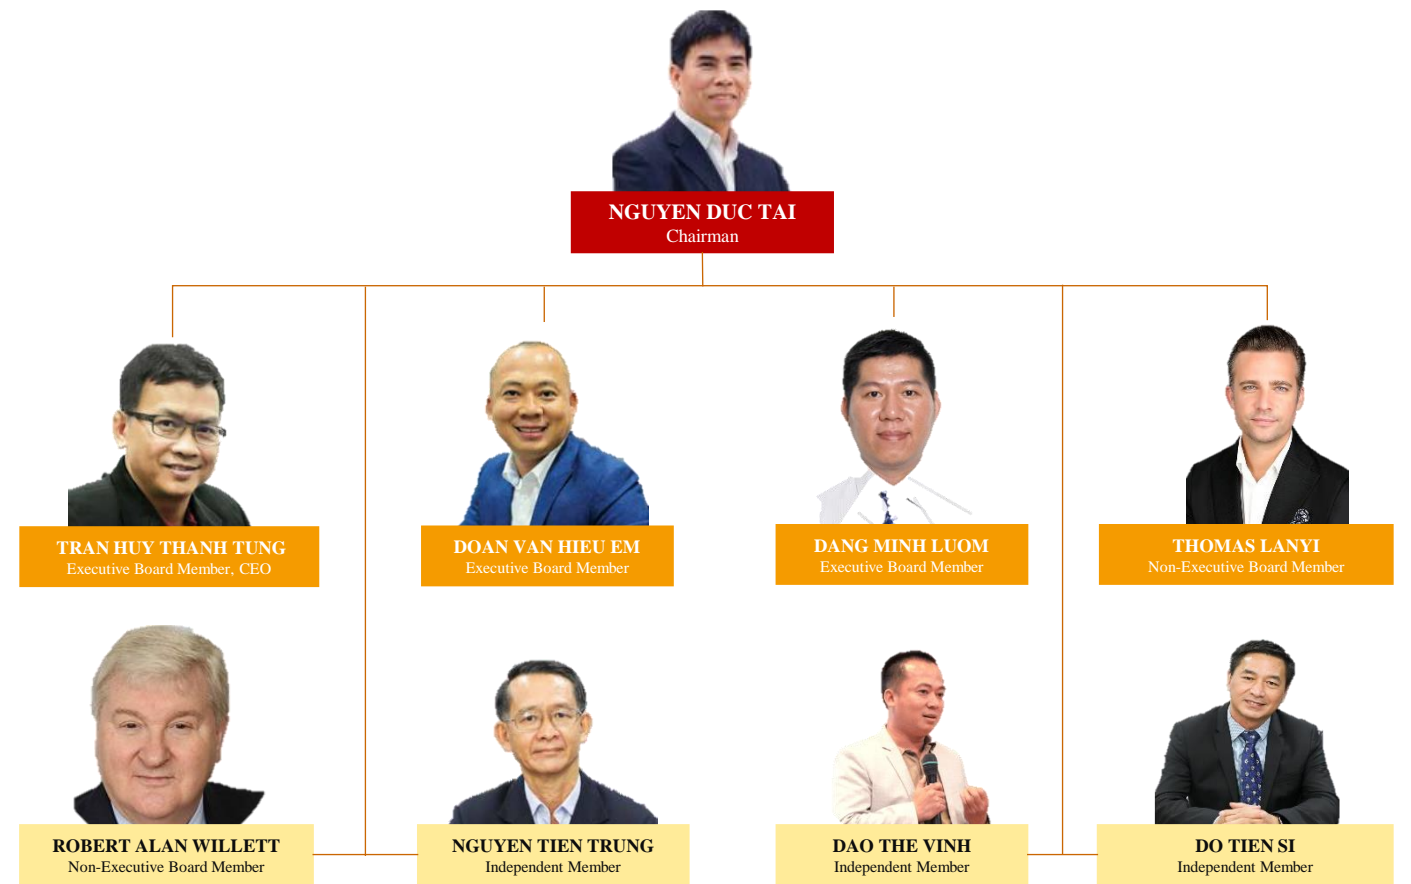 NGUYEN DUC TAI
Chairman
TRAN HUY THANH TUNG
Executive Board Member, CEO
DOAN VAN HIEU EM
Executive Board Member
DANG MINH LUOM
Executive Board Member
THOMAS LANYI
Non-Executive Board Member
ROBERT ALAN WILLETT
Non-Executive Board Member
NGUYEN TIEN TRUNG
Independent Member
DAO THE VINH
Independent Member
DO TIEN SI
Independent Member